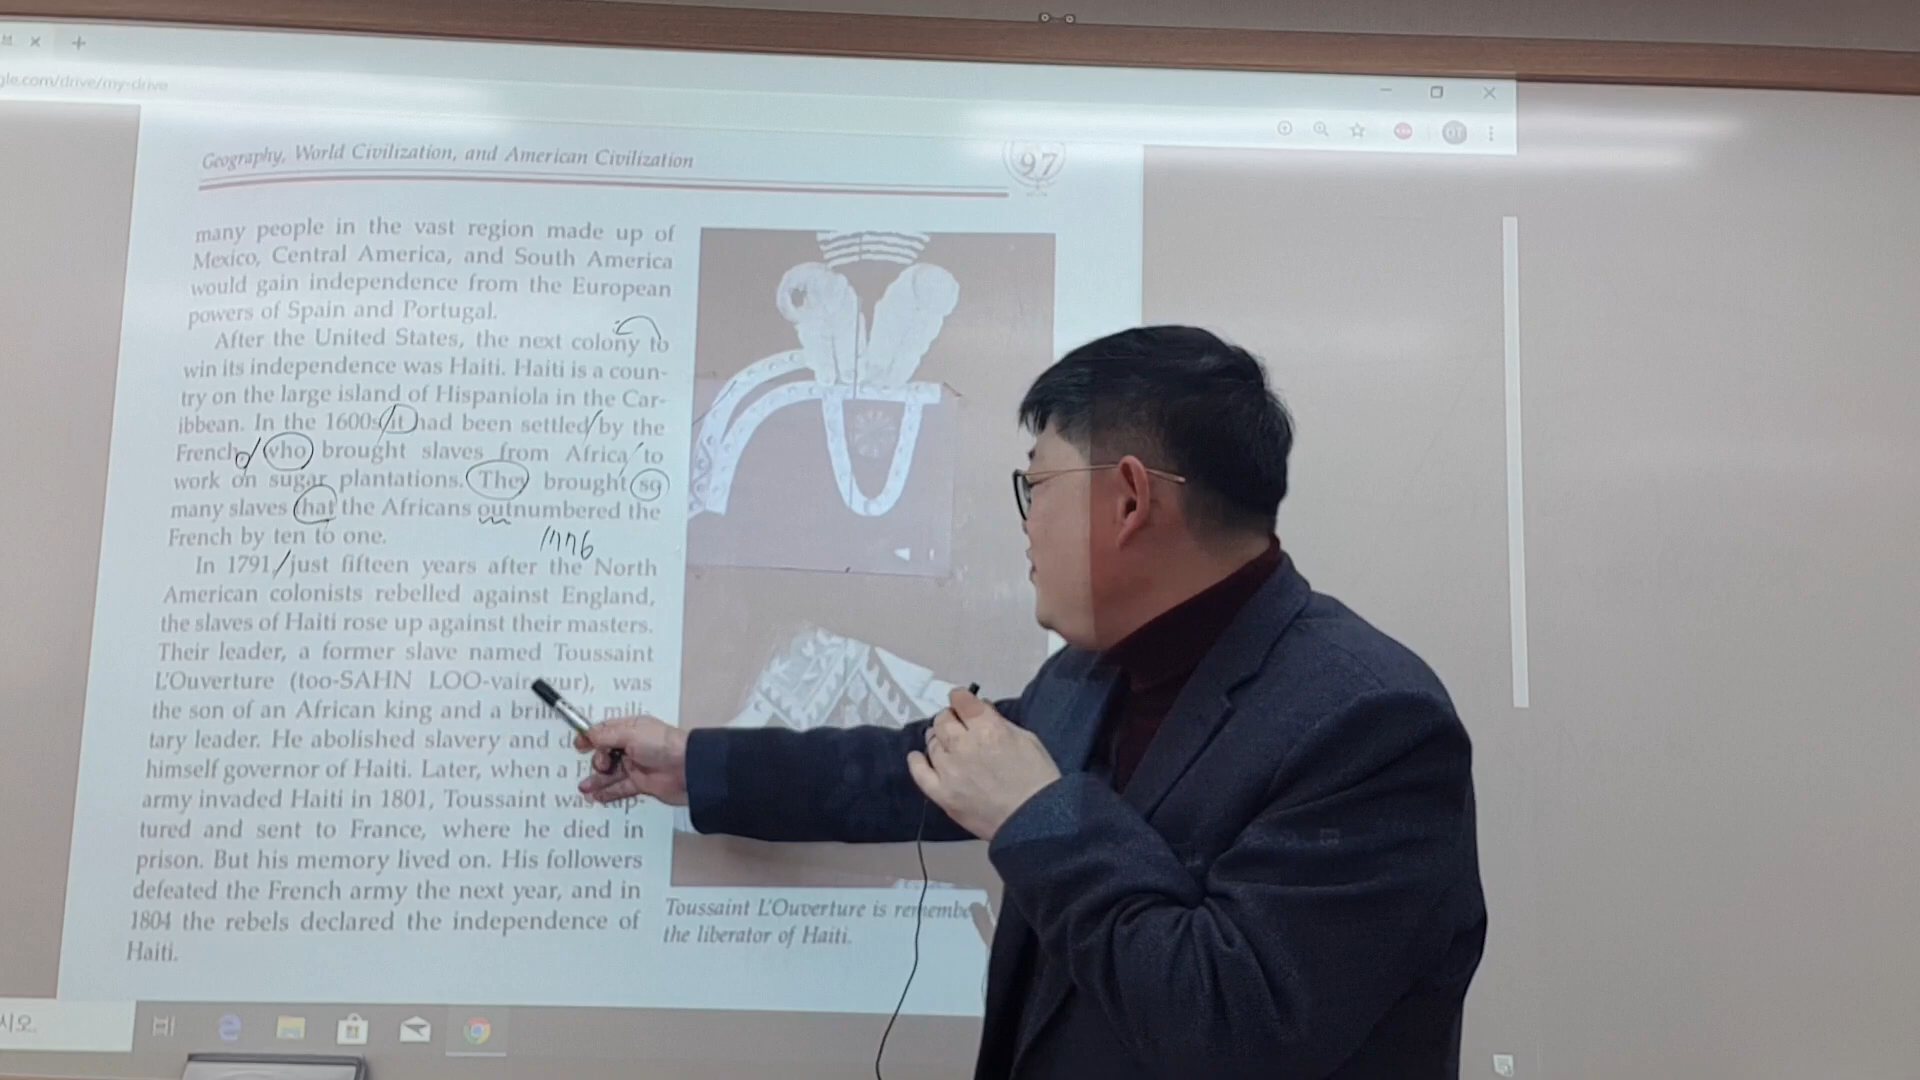 gle.com/drive/my-drive
Geography, World Civilization, and American Civilization
97
many people in the vast region made up of
Mexico, Central America, and South America
would gain independence from the European
powers of Spain and Portugal.
After the United States, the next colony to
win its independence was Haiti. Haiti is a coun-
try on the large island of Hispaniola in the Car-
ibbean. In the 1600s it had been settled by the
French, who brought slaves from Africa to
work on sugar plantations. They brought so
many slaves that the Africans outnumbered the
French by ten to one.
1776
In 1791, just fifteen years after the North
American colonists rebelled against England,
the slaves of Haiti rose up against their masters.
Their leader, a former slave named Toussaint
L'Ouverture (too-SAHN LOO-vair-yur), was
the son of an African king and a brilliant mili-
tary leader. He abolished slavery and
himself governor of Haiti. Later, when a
army invaded Haiti in 1801, Toussaint was cap-
tured and sent to France, where he died in
prison. But his memory lived on. His followers
defeated the French army the next year, and in
1804 the rebels declared the independence of
Haiti.
Toussaint L'Ouverture is remembe
the liberator of Haiti.
시오.